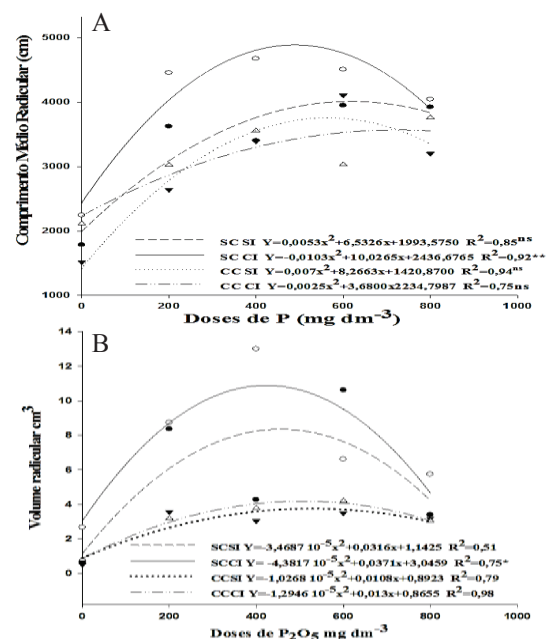 A
Comprimento Médio Radicular (cm)
5000
4000
3000
2000
1000
SC SI Y=0,0053x²+6,5326x+1993,5750 R²=0,85ⁿˢ
SC CI Y=-0,0103x²+10,0265x+2436,6765 R²=0,92**
CC SI Y=0,007x²+8,2663x+1420,8700 R²=0,94ⁿˢ
CC CI Y=0,0025x²+3,6800x2234,7987 R²=0,75ns
0 200 400 600 800 1000
Doses de P (mg dm⁻³)
B
Volume radicular cm³
14
12
10
8
6
4
2
0
SCSI Y=-3,4687 10⁻⁵x²+0,0316x+1,1425 R²=0,51
SCCI Y= -4,3817 10⁻⁵x²+0,0371x+3,0459 R²=0,75*
CCSI Y=-1,0268 10⁻⁵x²+0,0108x+0,8923 R²=0,79
CCCI Y=-1,2946 10⁻⁵x²+0,013x+0,8655 R²=0,98
0 200 400 600 800 1000
Doses de P₂O₅ mg dm⁻³